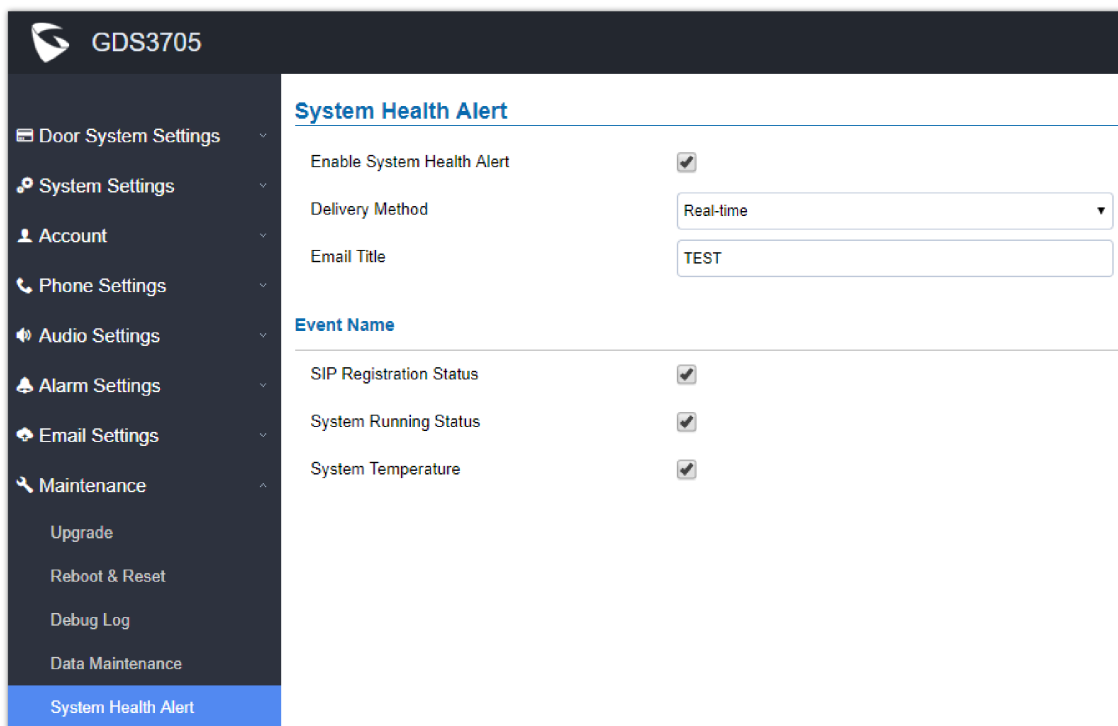 GDS3705
Door System Settings
System Settings
Account
Phone Settings
Audio Settings
Alarm Settings
Email Settings
Maintenance
Upgrade
Reboot & Reset
Debug Log
Data Maintenance
System Health Alert
System Health Alert
Enable System Health Alert
Delivery Method Real-time
Email Title TEST
Event Name
SIP Registration Status
System Running Status
System Temperature